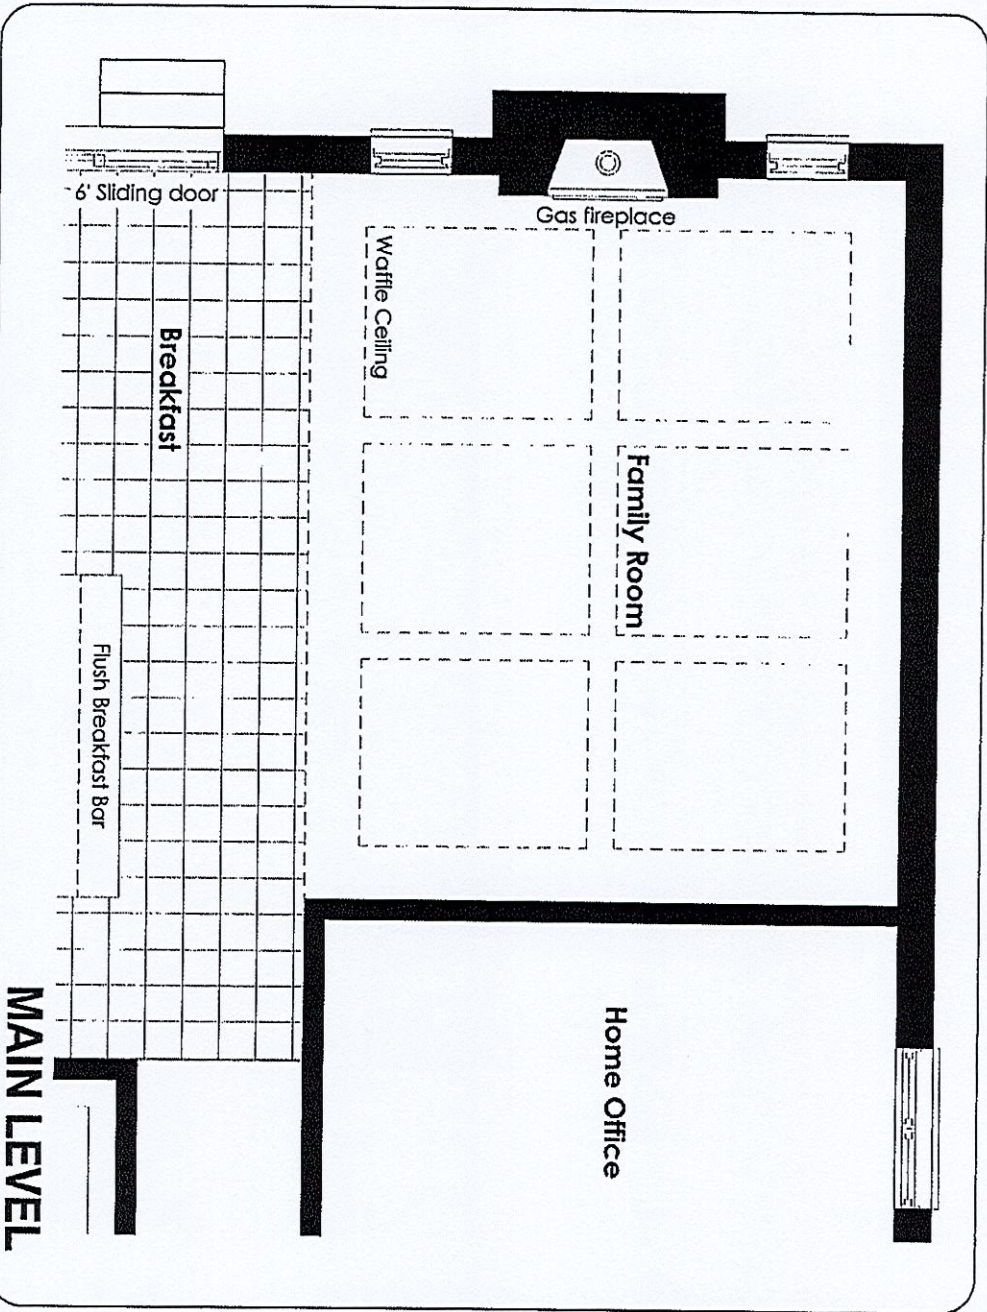 6' Sliding door
Gas fireplace
Waffle Ceiling
Breakfast
Family Room
Flush Breakfast Bar
Home Office
MAIN LEVEL